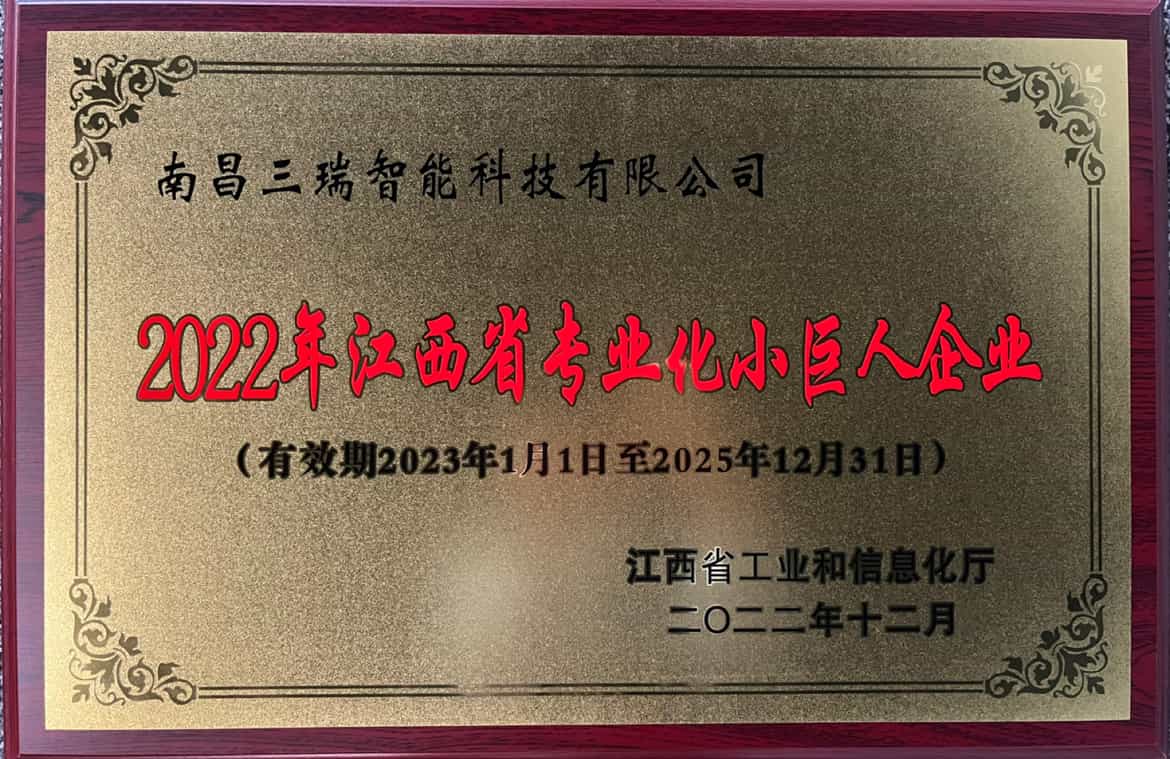 南昌三瑞智能科技有限公司
2022年江西省专业化小巨人企业
（有效期2023年1月1日至2025年12月31日）
江西省工业和信息化厅
二〇二二年十二月